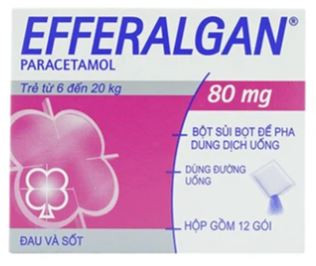 EFFERALGAN®
PARACETAMOL
Trẻ từ 6 đến 20 kg
80 mg
BỘT SỦI BỌT ĐỂ PHA
DUNG DỊCH UỐNG
DÙNG ĐƯỜNG
UỐNG
HỘP GỒM 12 GÓI
ĐAU VÀ SỐT